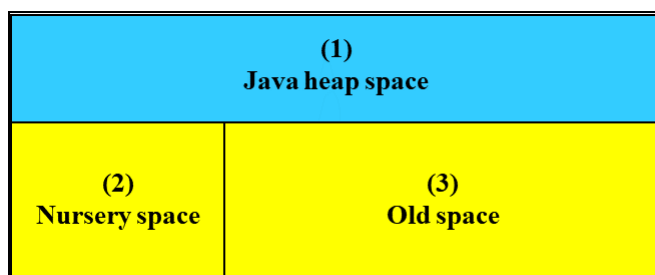 (1)
Java heap space
(2)
Nursery space
(3)
Old space